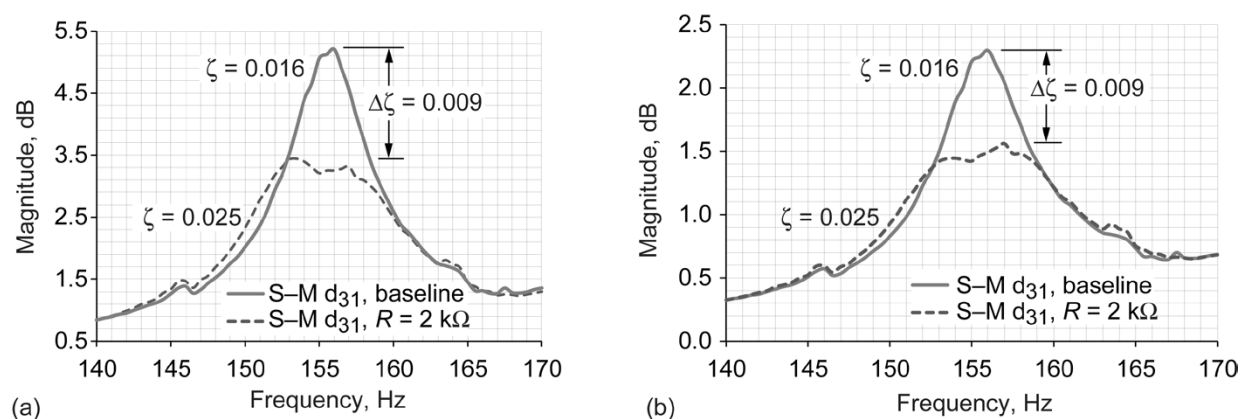 5.5
4.5
3.5
2.5
1.5
0.5
Magnitude, dB
ζ = 0.016
Δζ = 0.009
ζ = 0.025
S–M d31, baseline
S–M d31, R = 2 kΩ
140 145 150 155 160 165 170
Frequency, Hz
(a)
2.5
2.0
1.5
1.0
0.5
0.0
Magnitude, dB
ζ = 0.016
Δζ = 0.009
ζ = 0.025
S–M d31, baseline
S–M d31, R = 2 kΩ
140 145 150 155 160 165 170
Frequency, Hz
(b)